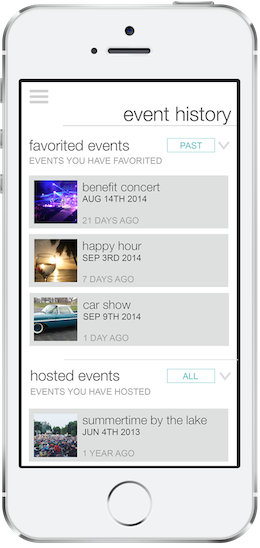 event history
favorited events
PAST
EVENTS YOU HAVE FAVORITED
benefit concert
AUG 14TH 2014
21 DAYS AGO
happy hour
SEP 3RD 2014
7 DAYS AGO
car show
SEP 9TH 2014
1 DAY AGO
hosted events
ALL
EVENTS YOU HAVE HOSTED
summertime by the lake
JUN 4TH 2013
1 YEAR AGO